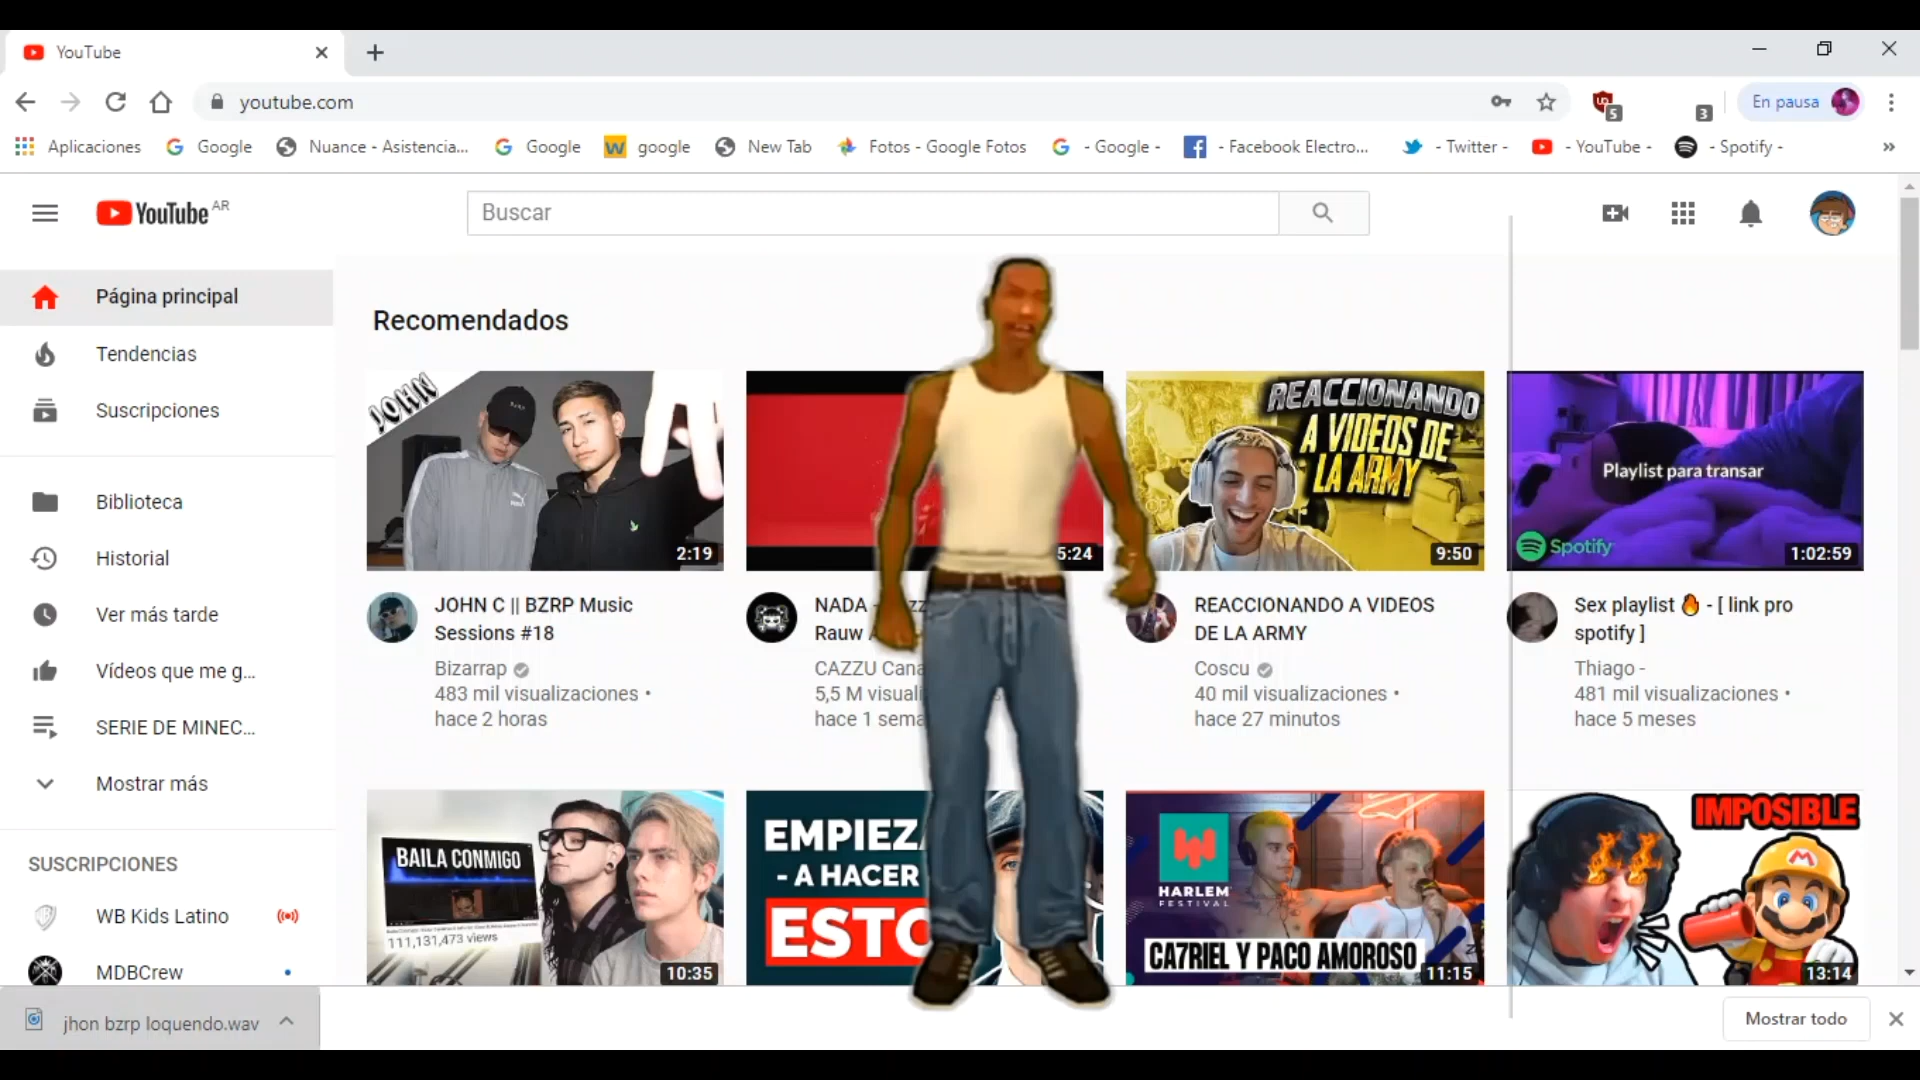 YouTube
youtube.com
5
3
En pausa
Aplicaciones
Google
Nuance - Asistencia...
Google
google
New Tab
Fotos - Google Fotos
- Google -
- Facebook Electro...
- Twitter -
- YouTube -
- Spotify -
YouTube AR
Buscar
Página principal
Tendencias
Suscripciones
Biblioteca
Historial
Ver más tarde
Vídeos que me g...
SERIE DE MINEC...
Mostrar más
SUSCRIPCIONES
WB Kids Latino
MDBCrew
Recomendados
JOHN
2:19
JOHN C || BZRP Music
Sessions #18
Bizarrap
483 mil visualizaciones •
hace 2 horas
5:24
NADA -
Rauw
CAZZU Cana
5,5 M visuali
hace 1 sema
REACCIONANDO
A VIDEOS DE
LA ARMY
9:50
REACCIONANDO A VIDEOS
DE LA ARMY
Coscu
40 mil visualizaciones •
hace 27 minutos
Playlist para transar
Spotify
1:02:59
Sex playlist 🔥 - [ link pro
spotify ]
Thiago -
481 mil visualizaciones •
hace 5 meses
BAILA CONMIGO
111,131,473 views
10:35
EMPIEZA
- A HACER
ESTO
HARLEM
FESTIVAL
CA7RIEL Y PACO AMOROSO
11:15
IMPOSIBLE
13:14
jhon bzrp loquendo.wav
Mostrar todo